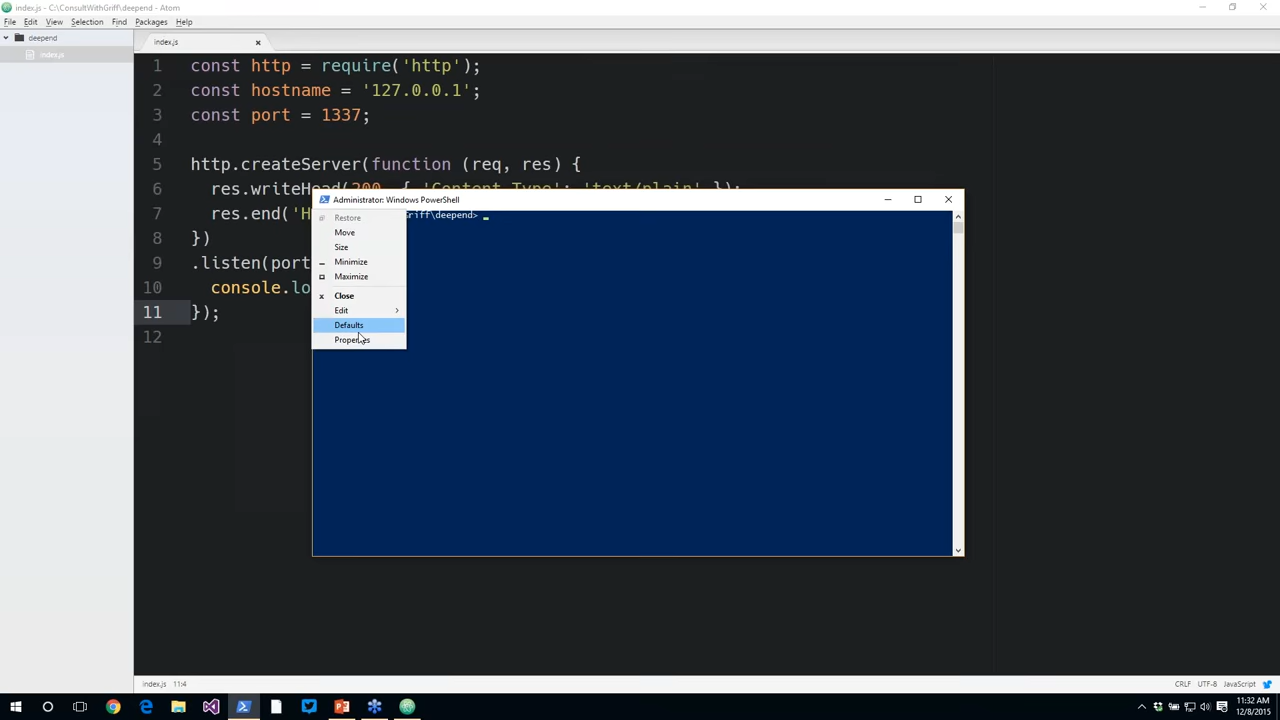 index.js - C:\ConsultWithGriff\deepend - Atom
File Edit View Selection Find Packages Help
deepend
index.js
index.js
1 const http = require('http');
2 const hostname = '127.0.0.1';
3 const port = 1337;
4
5 http.createServer(function (req, res) {
6 res.writeHead(200, { 'Content-Type': 'text/plain' });
7 res.end('H
8 })
9 .listen(port
10 console.lo
11 });
12
Administrator: Windows PowerShell
Griff\deepend>
Restore
Move
Size
Minimize
Maximize
Close
Edit
Defaults
Properties
index.js 11:4
CRLF UTF-8 JavaScript
11:32 AM
12/8/2015